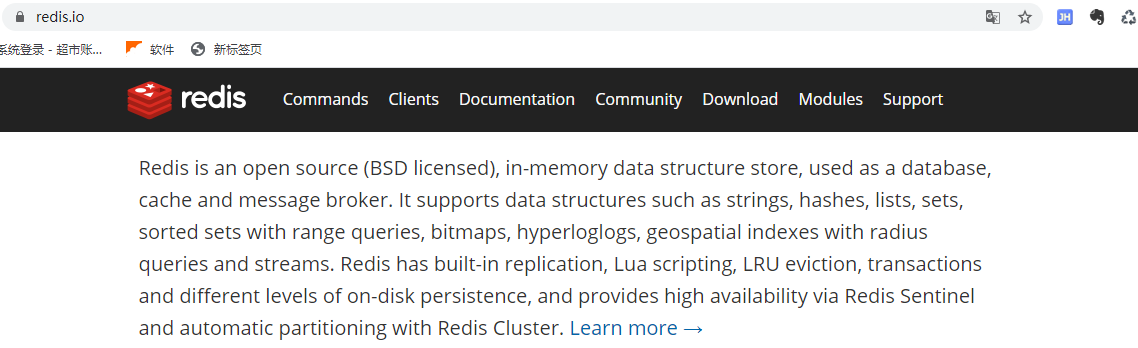 redis.io
JH
系统登录 - 超市账... 软件 新标签页
redis Commands Clients Documentation Community Download Modules Support
Redis is an open source (BSD licensed), in-memory data structure store, used as a database,
cache and message broker. It supports data structures such as strings, hashes, lists, sets,
sorted sets with range queries, bitmaps, hyperloglogs, geospatial indexes with radius
queries and streams. Redis has built-in replication, Lua scripting, LRU eviction, transactions
and different levels of on-disk persistence, and provides high availability via Redis Sentinel
and automatic partitioning with Redis Cluster. Learn more →